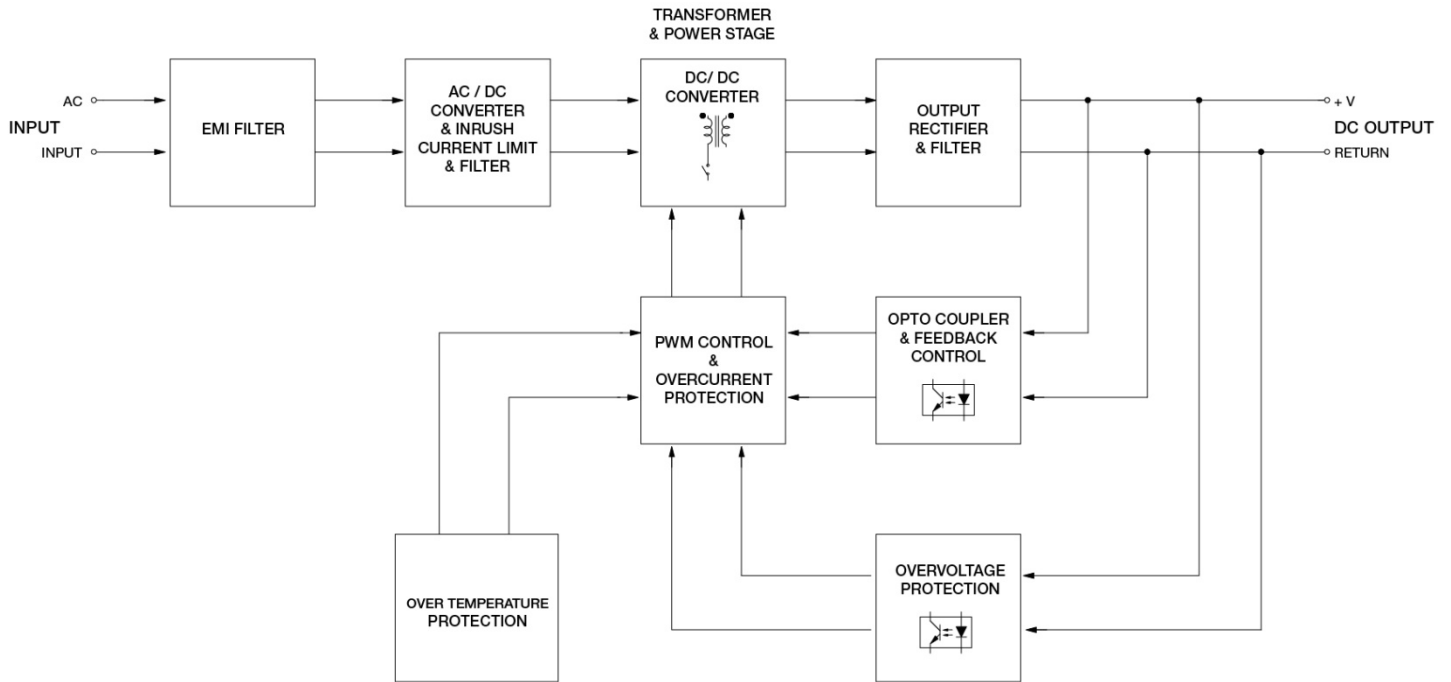 TRANSFORMER
& POWER STAGE
INPUT
AC
INPUT
EMI FILTER
AC / DC
CONVERTER
& INRUSH
CURRENT LIMIT
& FILTER
DC/ DC
CONVERTER
OUTPUT
RECTIFIER
& FILTER
+ V
DC OUTPUT
RETURN
PWM CONTROL
&
OVERCURRENT
PROTECTION
OPTO COUPLER
& FEEDBACK
CONTROL
OVER TEMPERATURE
PROTECTION
OVERVOLTAGE
PROTECTION